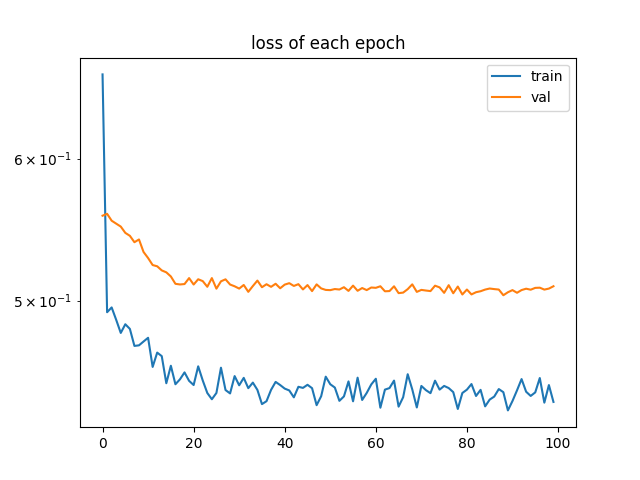 loss of each epoch
train
val
6 × 10⁻¹
5 × 10⁻¹
0 20 40 60 80 100